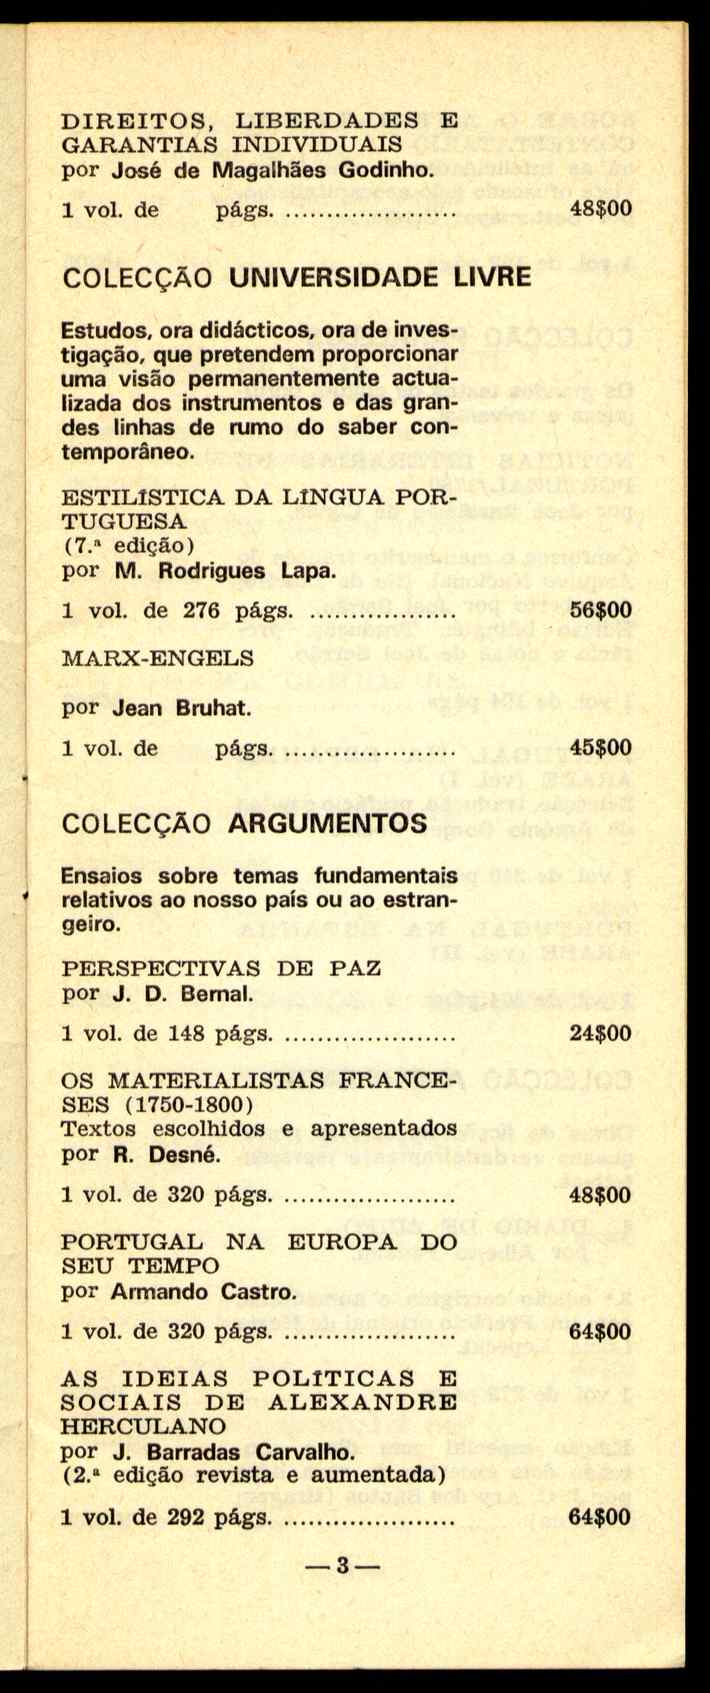 DIREITOS, LIBERDADES E
GARANTIAS INDIVIDUAIS
por José de Magalhães Godinho.
1 vol. de págs. ..................... 48$00
COLECÇÃO UNIVERSIDADE LIVRE
Estudos, ora didácticos, ora de inves-
tigação, que pretendem proporcionar
uma visão permanentemente actua-
lizada dos instrumentos e das gran-
des linhas de rumo do saber con-
temporâneo.
ESTILÍSTICA DA LÍNGUA POR-
TUGUESA
(7.ª edição)
por M. Rodrigues Lapa.
1 vol. de 276 págs. .................. 56$00
MARX-ENGELS
por Jean Bruhat.
1 vol. de págs. ..................... 45$00
COLECÇÃO ARGUMENTOS
Ensaios sobre temas fundamentais
relativos ao nosso país ou ao estran-
geiro.
PERSPECTIVAS DE PAZ
por J. D. Bernal.
1 vol. de 148 págs. ..................... 24$00
OS MATERIALISTAS FRANCE-
SES (1750-1800)
Textos escolhidos e apresentados
por R. Desné.
1 vol. de 320 págs. ..................... 48$00
PORTUGAL NA EUROPA DO
SEU TEMPO
por Armando Castro.
1 vol. de 320 págs. ..................... 64$00
AS IDEIAS POLÍTICAS E
SOCIAIS DE ALEXANDRE
HERCULANO
por J. Barradas Carvalho.
(2.ª edição revista e aumentada)
1 vol. de 292 págs. ..................... 64$00
— 3 —